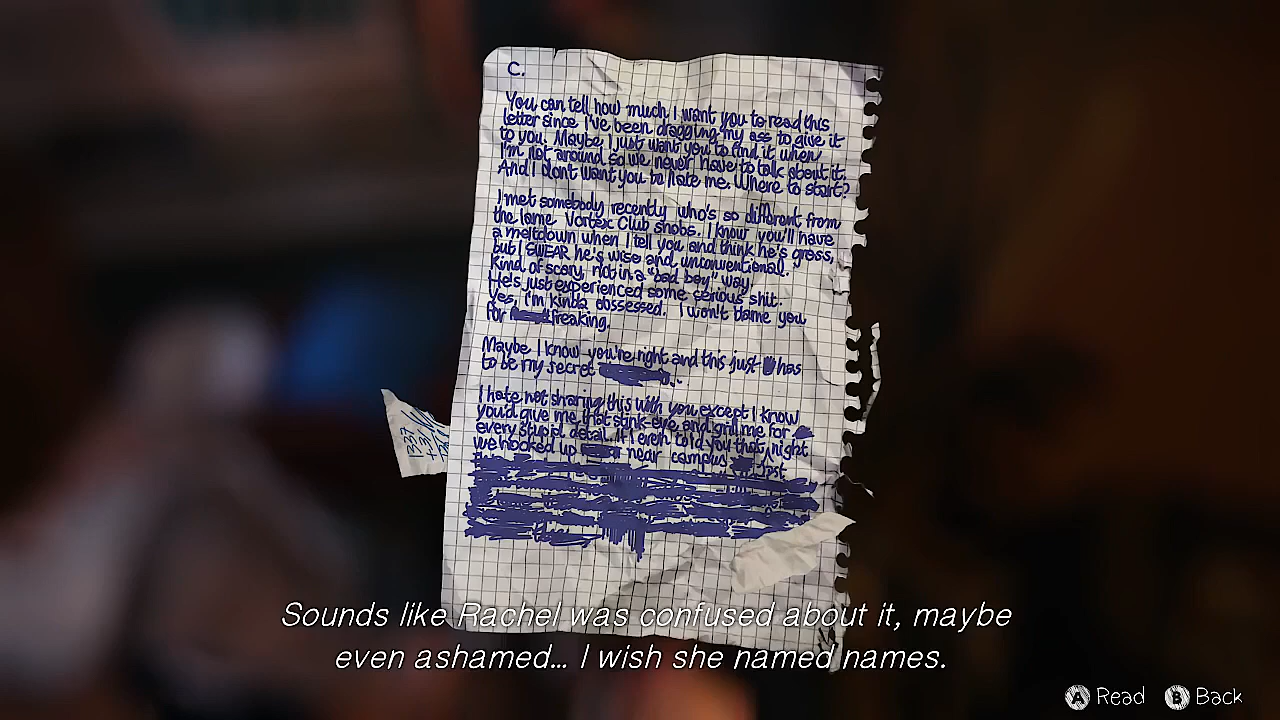 C.
You can tell how much I want you to read this
letter since I've been dragging my ass to give it
to you. Maybe I just want you to find it when
I'm not around so we never have to talk about it.
And I dont want you to hate me. Where to start?
I met somebody recently who's so different from
the lame Vortex Club snobs. I know you'll have
a meltdown when I tell you and think he's gross,
but I SWEAR he's wise and unconventional.
Kind of scary, not in a "bad boy" way.
He's just experienced some serious shit.
Yes, I'm kinda obssessed. I won't blame you
for freaking.
Maybe I know you're right and this just has
to be my secret ...
I hate not sharing this with you except I know
you'd give me that stink-eye and grill me for
every stupid detail. If I even told you that night
we hooked up near campus Jpst
337
Sounds like Rachel was confused about it, maybe
even ashamed... I wish she named names.
A Read B Back